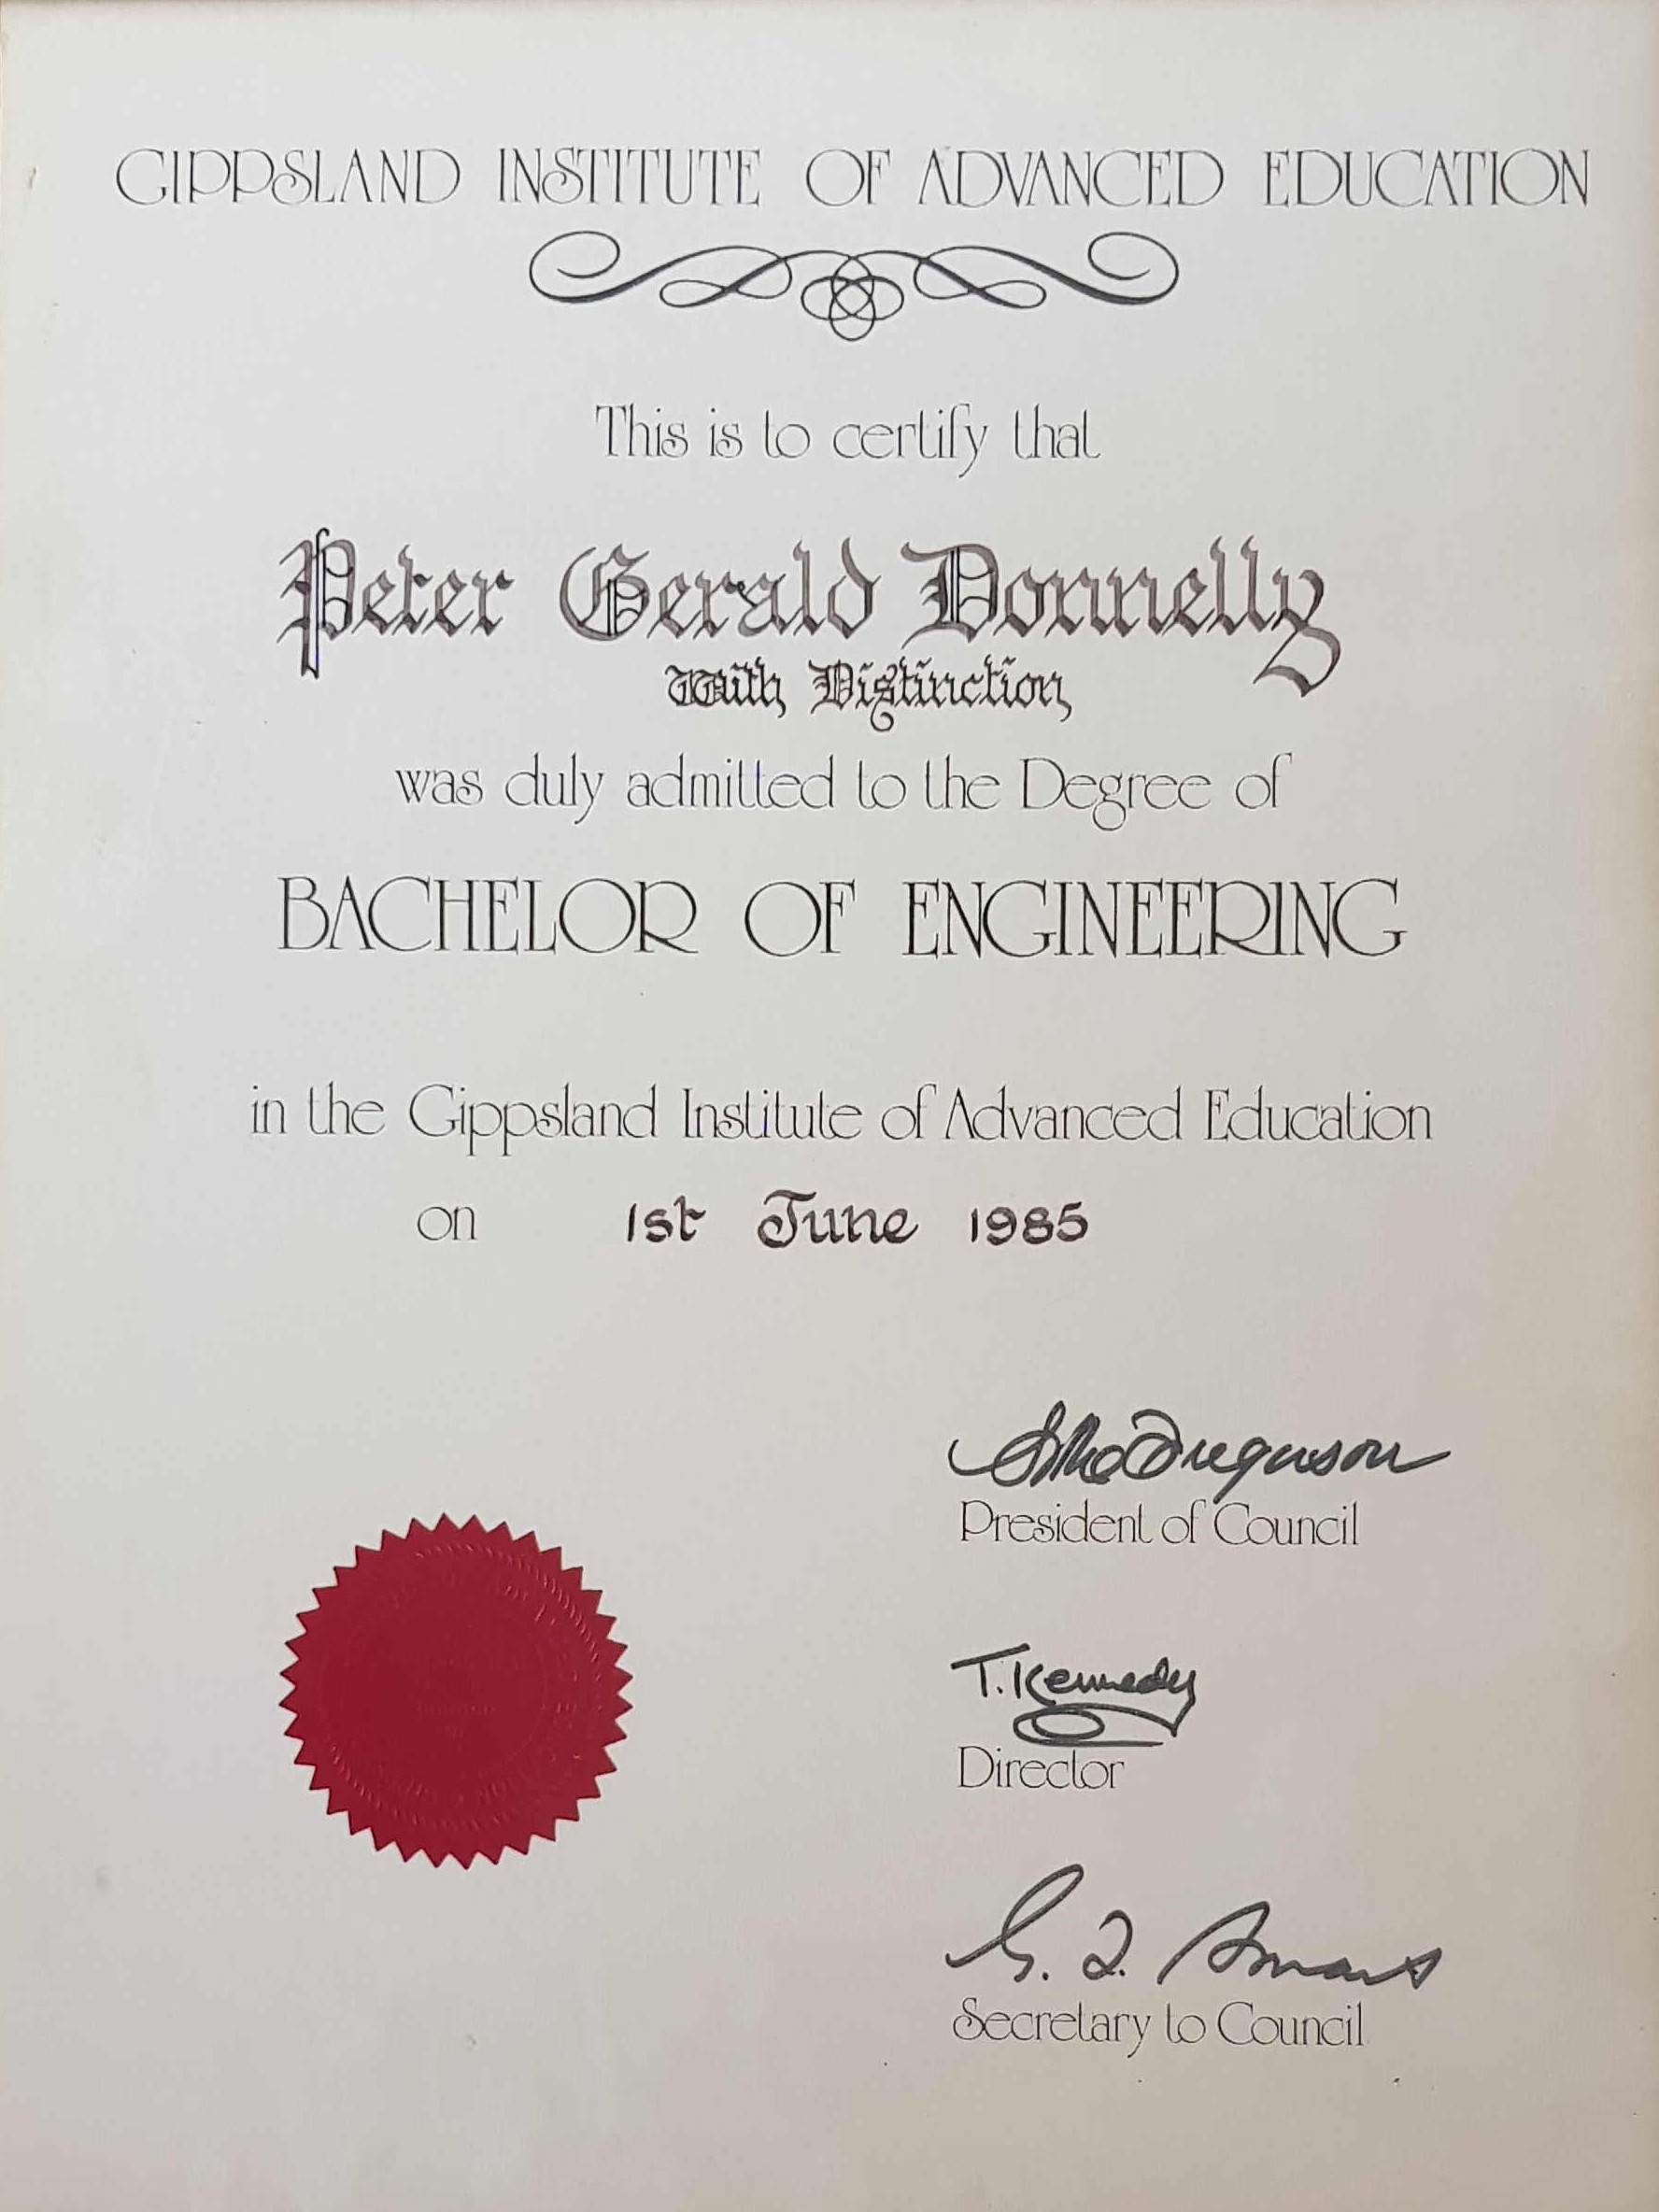 GIPPSLAND INSTITUTE OF ADVANCED EDUCATION
This is to certify that
Peter Gerald Donnelly
With Distinction
was duly admitted to the Degree of
BACHELOR OF ENGINEERING
in the Gippsland Institute of Advanced Education
on 1st June 1985
President of Council
T. Kennedy
Director
Secretary to Council